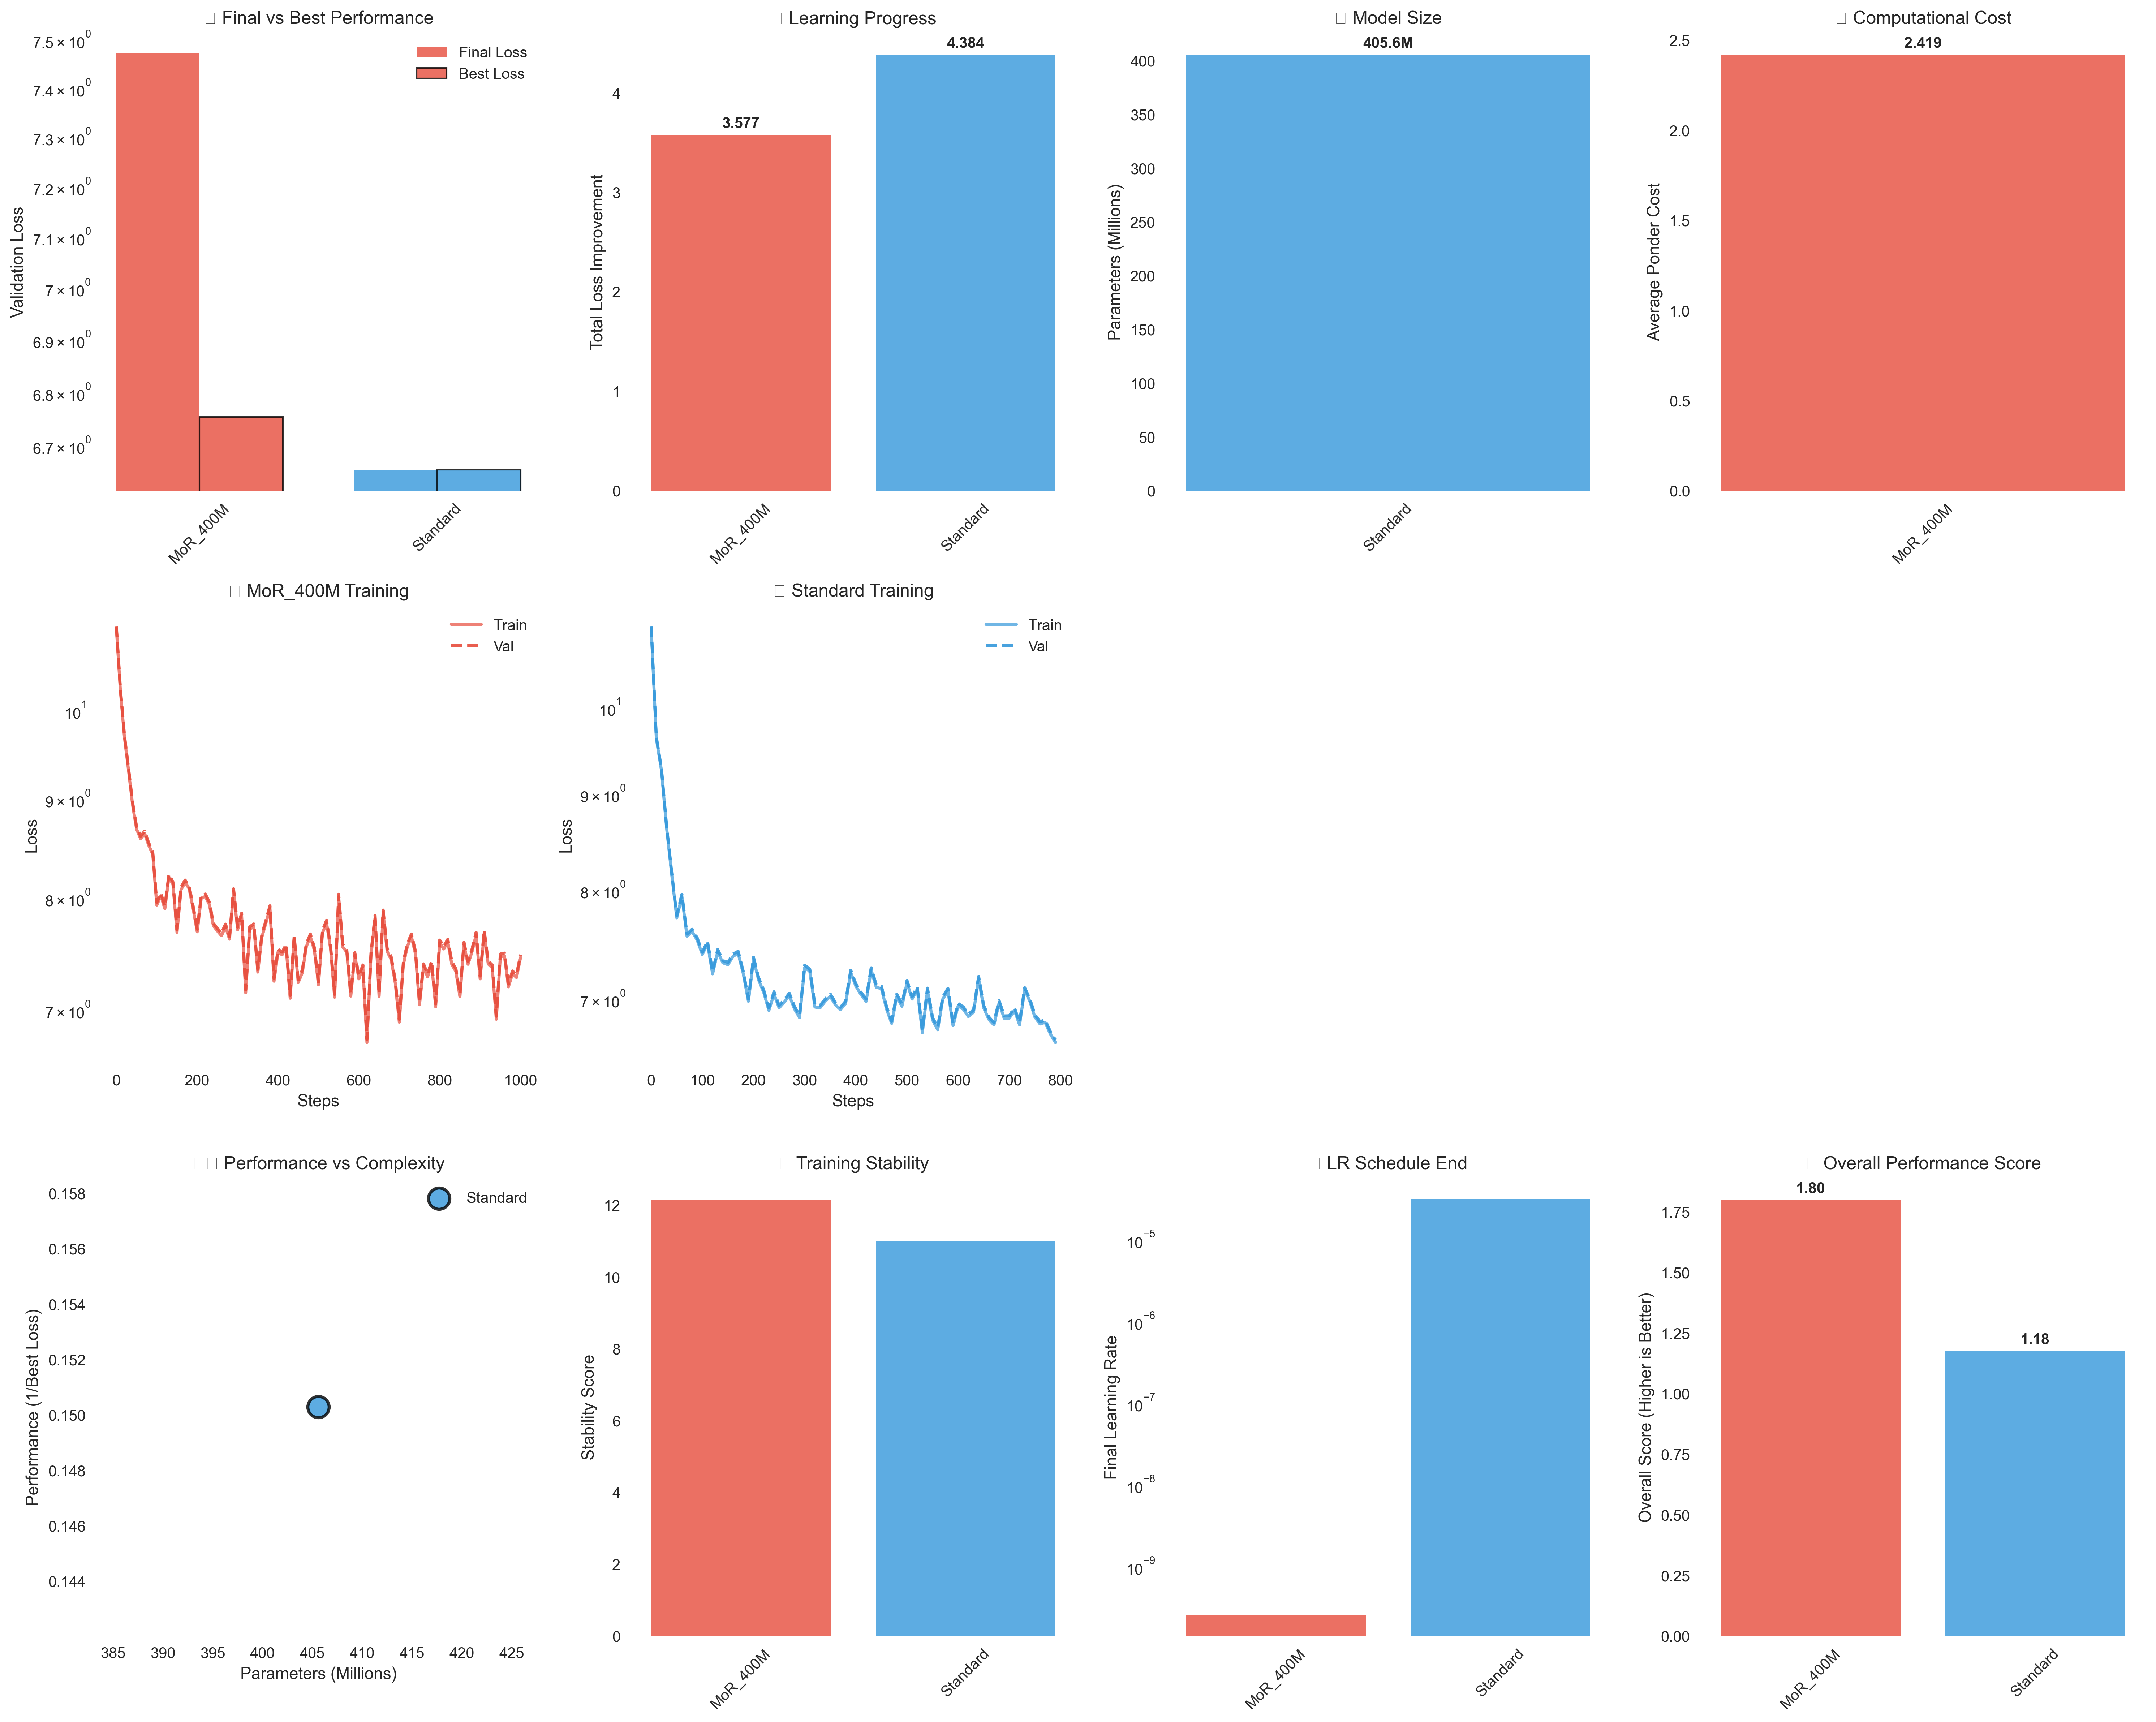 Final vs Best Performance
7.5 × 10⁰
7.4 × 10⁰
7.3 × 10⁰
7.2 × 10⁰
7.1 × 10⁰
7 × 10⁰
6.9 × 10⁰
6.8 × 10⁰
6.7 × 10⁰
Validation Loss
Final Loss
Best Loss
MoR_400M
Standard
Learning Progress
4
3
2
1
0
Total Loss Improvement
3.577
4.384
MoR_400M
Standard
Model Size
405.6M
400
350
300
250
200
150
100
50
0
Parameters (Millions)
Standard
Computational Cost
2.419
2.5
2.0
1.5
1.0
0.5
0.0
Average Ponder Cost
MoR_400M
MoR_400M Training
Train
Val
10¹
9 × 10⁰
8 × 10⁰
7 × 10⁰
Loss
0 200 400 600 800 1000
Steps
Standard Training
Train
Val
10¹
9 × 10⁰
8 × 10⁰
7 × 10⁰
Loss
0 100 200 300 400 500 600 700 800
Steps
Performance vs Complexity
Standard
0.158
0.156
0.154
0.152
0.150
0.148
0.146
0.144
Performance (1/Best Loss)
385 390 395 400 405 410 415 420 425
Parameters (Millions)
Training Stability
12
10
8
6
4
2
0
Stability Score
MoR_400M
Standard
LR Schedule End
10⁻⁵
10⁻⁶
10⁻⁷
10⁻⁸
10⁻⁹
Final Learning Rate
MoR_400M
Standard
Overall Performance Score
1.80
1.18
1.75
1.50
1.25
1.00
0.75
0.50
0.25
0.00
Overall Score (Higher is Better)
MoR_400M
Standard